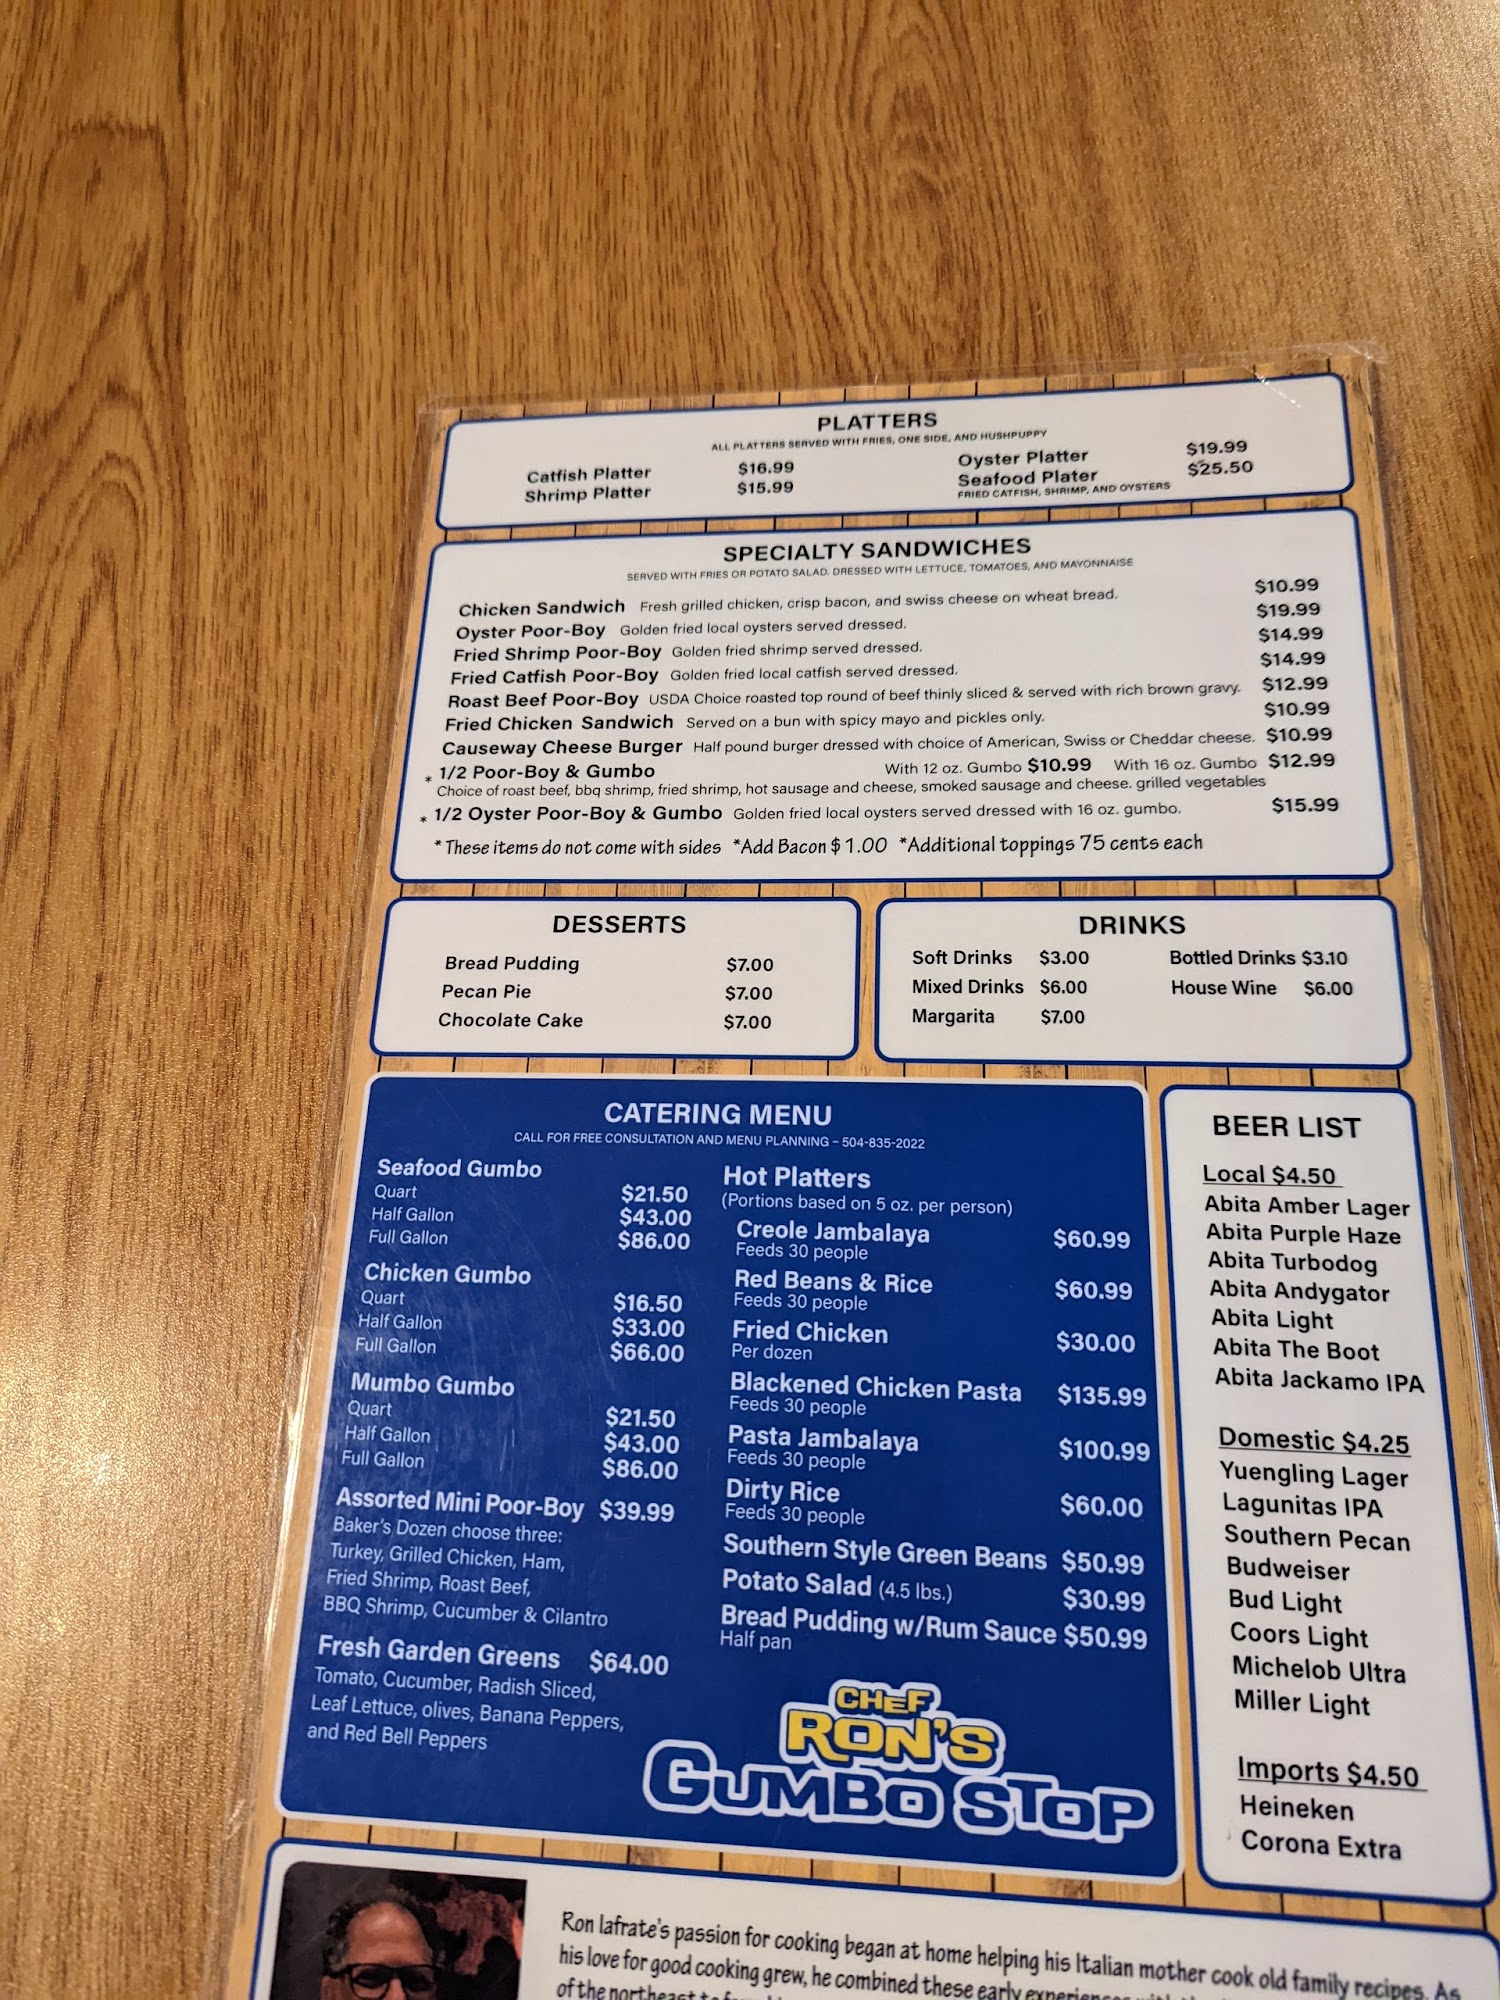 PLATTERS
ALL PLATTERS SERVED WITH FRIES, ONE SIDE, AND HUSHPUPPY
Catfish Platter $16.99
Shrimp Platter $15.99
Oyster Platter $19.99
Seafood Plater $25.50
FRIED CATFISH, SHRIMP, AND OYSTERS
SPECIALTY SANDWICHES
SERVED WITH FRIES OR POTATO SALAD. DRESSED WITH LETTUCE, TOMATOES, AND MAYONNAISE
Chicken Sandwich Fresh grilled chicken, crisp bacon, and swiss cheese on wheat bread. $10.99
Oyster Poor-Boy Golden fried local oysters served dressed. $19.99
Fried Shrimp Poor-Boy Golden fried shrimp served dressed. $14.99
Fried Catfish Poor-Boy Golden fried local catfish served dressed. $14.99
Roast Beef Poor-Boy USDA Choice roasted top round of beef thinly sliced & served with rich brown gravy. $12.99
Fried Chicken Sandwich Served on a bun with spicy mayo and pickles only. $10.99
Causeway Cheese Burger Half pound burger dressed with choice of American, Swiss or Cheddar cheese. $10.99
* 1/2 Poor-Boy & Gumbo With 12 oz. Gumbo $10.99 With 16 oz. Gumbo $12.99
Choice of roast beef, bbq shrimp, fried shrimp, hot sausage and cheese, smoked sausage and cheese. grilled vegetables
* 1/2 Oyster Poor-Boy & Gumbo Golden fried local oysters served dressed with 16 oz. gumbo. $15.99
* These items do not come with sides *Add Bacon $ 1.00 *Additional toppings 75 cents each
DESSERTS
Bread Pudding $7.00
Pecan Pie $7.00
Chocolate Cake $7.00
DRINKS
Soft Drinks $3.00 Bottled Drinks $3.10
Mixed Drinks $6.00 House Wine $6.00
Margarita $7.00
CATERING MENU
CALL FOR FREE CONSULTATION AND MENU PLANNING – 504-835-2022
Seafood Gumbo
Quart $21.50
Half Gallon $43.00
Full Gallon $86.00
Chicken Gumbo
Quart $16.50
Half Gallon $33.00
Full Gallon $66.00
Mumbo Gumbo
Quart $21.50
Half Gallon $43.00
Full Gallon $86.00
Assorted Mini Poor-Boy $39.99
Baker's Dozen choose three:
Turkey, Grilled Chicken, Ham,
Fried Shrimp, Roast Beef,
BBQ Shrimp, Cucumber & Cilantro
Fresh Garden Greens $64.00
Tomato, Cucumber, Radish Sliced,
Leaf Lettuce, olives, Banana Peppers,
and Red Bell Peppers
Hot Platters
(Portions based on 5 oz. per person)
Creole Jambalaya $60.99
Feeds 30 people
Red Beans & Rice $60.99
Feeds 30 people
Fried Chicken $30.00
Per dozen
Blackened Chicken Pasta $135.99
Feeds 30 people
Pasta Jambalaya $100.99
Feeds 30 people
Dirty Rice $60.00
Feeds 30 people
Southern Style Green Beans $50.99
Potato Salad (4.5 lbs.) $30.99
Bread Pudding w/Rum Sauce $50.99
Half pan
CHEF
RON'S
GUMBO STOP
BEER LIST
Local $4.50
Abita Amber Lager
Abita Purple Haze
Abita Turbodog
Abita Andygator
Abita Light
Abita The Boot
Abita Jackamo IPA
Domestic $4.25
Yuengling Lager
Lagunitas IPA
Southern Pecan
Budweiser
Bud Light
Coors Light
Michelob Ultra
Miller Light
Imports $4.50
Heineken
Corona Extra
Ron Iafrate's passion for cooking began at home helping his Italian mother cook old family recipes. As
his love for good cooking grew, he combined these early experiences
of the northeast to